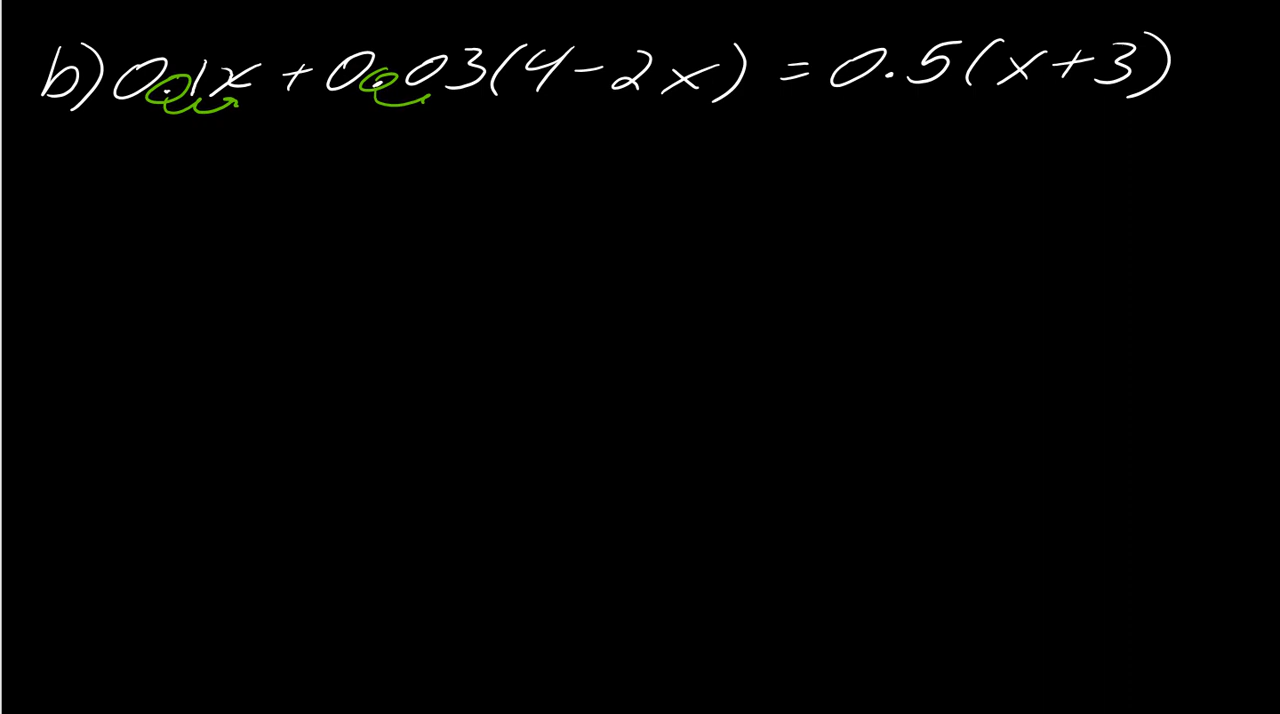 b) 0.1x + 0.03(4-2x) = 0.5(x+3)